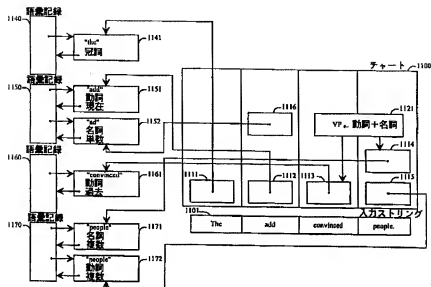 語彙記録
1140
"the"
冠詞
1141
語彙記録
1150
"add"
動詞
現在
1151
"ad"
名詞
単数
1152
語彙記録
1160
"convinced"
動詞
過去
1161
語彙記録
1170
"people"
名詞
複数
1171
"people"
動詞
複数
1172
チャート
1100
1116
1121
VP。動詞+名詞
1114
1111
1112
1113
1115
入力ストリング
1101
The
add
convinced
people.